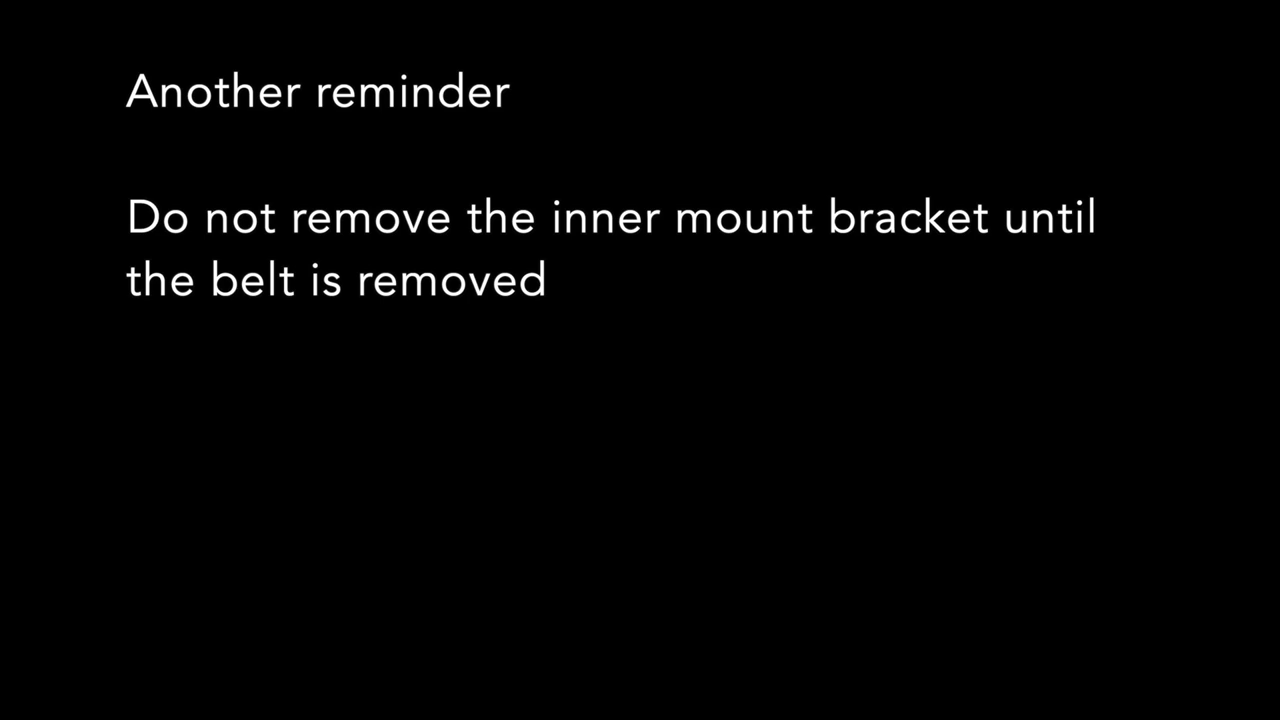 Another reminder
Do not remove the inner mount bracket until
the belt is removed